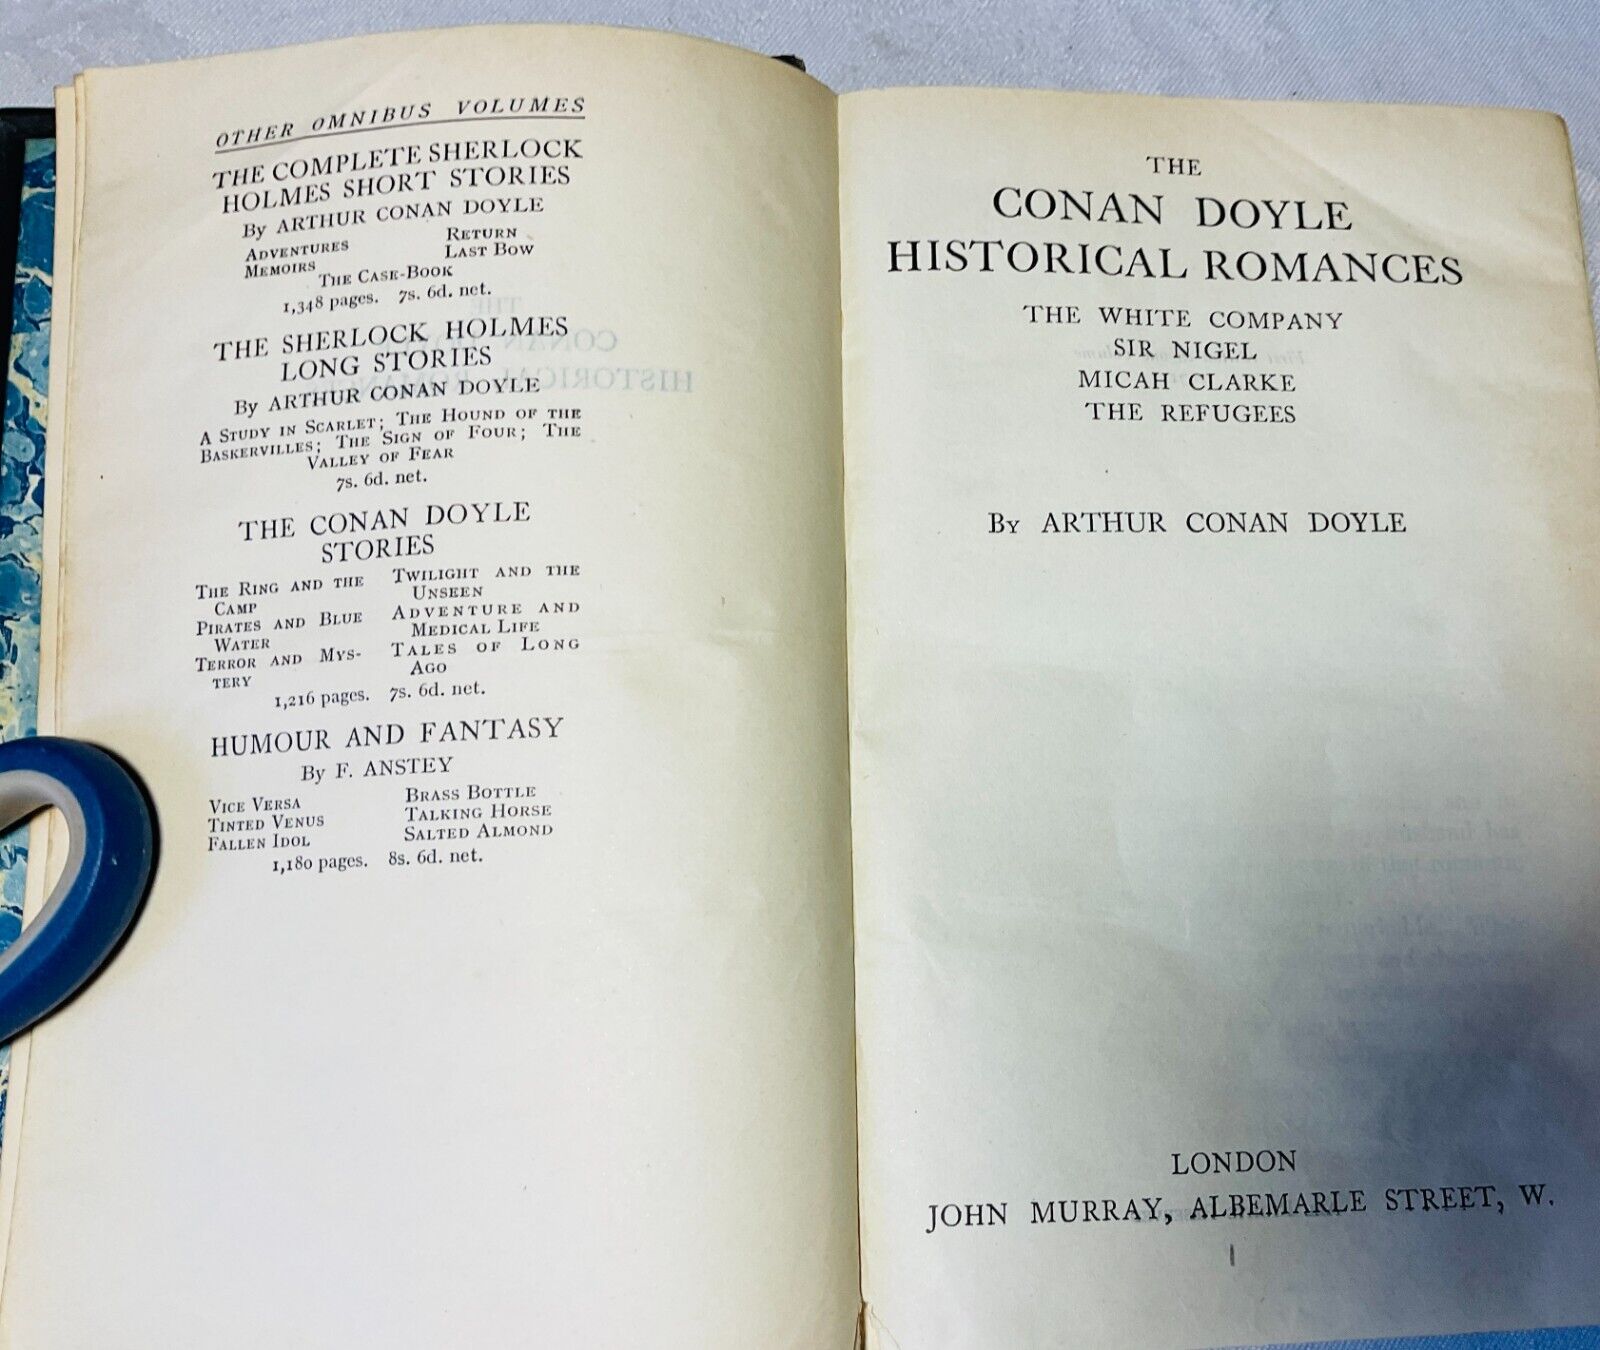 OTHER OMNIBUS VOLUMES
THE COMPLETE SHERLOCK
HOLMES SHORT STORIES
By ARTHUR CONAN DOYLE
ADVENTURES RETURN
MEMOIRS LAST BOW
THE CASE-BOOK
1,348 pages. 7s. 6d. net.
THE SHERLOCK HOLMES
LONG STORIES
By ARTHUR CONAN DOYLE
A STUDY IN SCARLET; THE HOUND OF THE
BASKERVILLES; THE SIGN OF FOUR; THE
VALLEY OF FEAR
7s. 6d. net.
THE CONAN DOYLE
STORIES
THE RING AND THE
CAMP
PIRATES AND BLUE
WATER
TERROR AND MYS-
TERY
TWILIGHT AND THE
UNSEEN
ADVENTURE AND
MEDICAL LIFE
TALES OF LONG
AGO
1,216 pages. 7s. 6d. net.
HUMOUR AND FANTASY
By F. ANSTEY
VICE VERSA BRASS BOTTLE
TINTED VENUS TALKING HORSE
FALLEN IDOL SALTED ALMOND
1,180 pages. 8s. 6d. net.
THE
CONAN DOYLE
HISTORICAL ROMANCES
THE WHITE COMPANY
SIR NIGEL
MICAH CLARKE
THE REFUGEES
By ARTHUR CONAN DOYLE
LONDON
JOHN MURRAY, ALBEMARLE STREET, W.